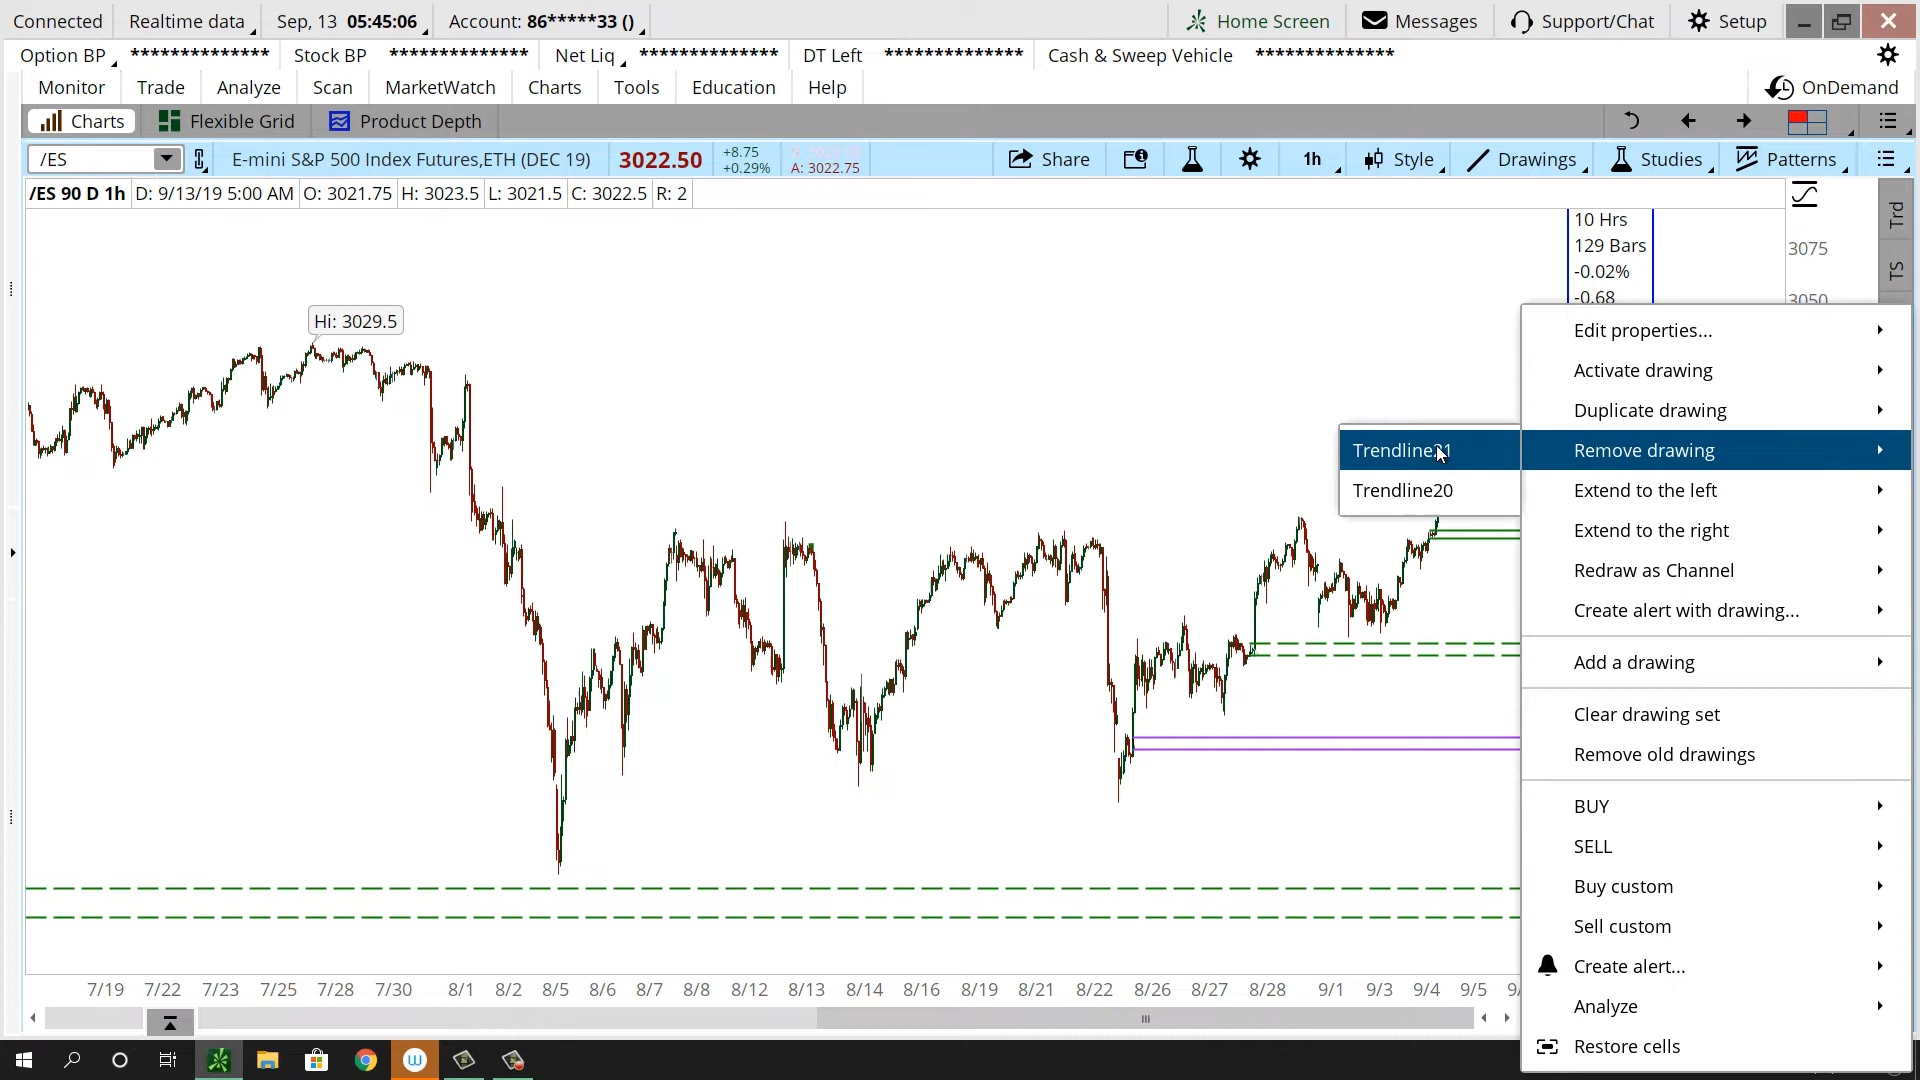 Connected Realtime data Sep, 13 05:45:06 Account: 86*****33 () Home Screen Messages Support/Chat Setup
Option BP ************** Stock BP ************** Net Liq ************** DT Left ************** Cash & Sweep Vehicle **************
Monitor Trade Analyze Scan MarketWatch Charts Tools Education Help OnDemand
Charts Flexible Grid Product Depth
/ES E-mini S&P 500 Index Futures,ETH (DEC 19) 3022.50 +8.75 +0.29% A: 3022.75 Share 1h Style Drawings Studies Patterns
/ES 90 D 1h D: 9/13/19 5:00 AM O: 3021.75 H: 3023.5 L: 3021.5 C: 3022.5 R: 2
Trd
TS
10 Hrs
129 Bars
-0.02%
-0.68
3075
3050
Hi: 3029.5
Edit properties...
Activate drawing
Duplicate drawing
Remove drawing
Extend to the left
Extend to the right
Redraw as Channel
Create alert with drawing...
Add a drawing
Clear drawing set
Remove old drawings
BUY
SELL
Buy custom
Sell custom
Create alert...
Analyze
Restore cells
Trendline21
Trendline20
7/19 7/22 7/23 7/25 7/28 7/30 8/1 8/2 8/5 8/6 8/7 8/8 8/12 8/13 8/14 8/16 8/19 8/21 8/22 8/26 8/27 8/28 9/1 9/3 9/4 9/5